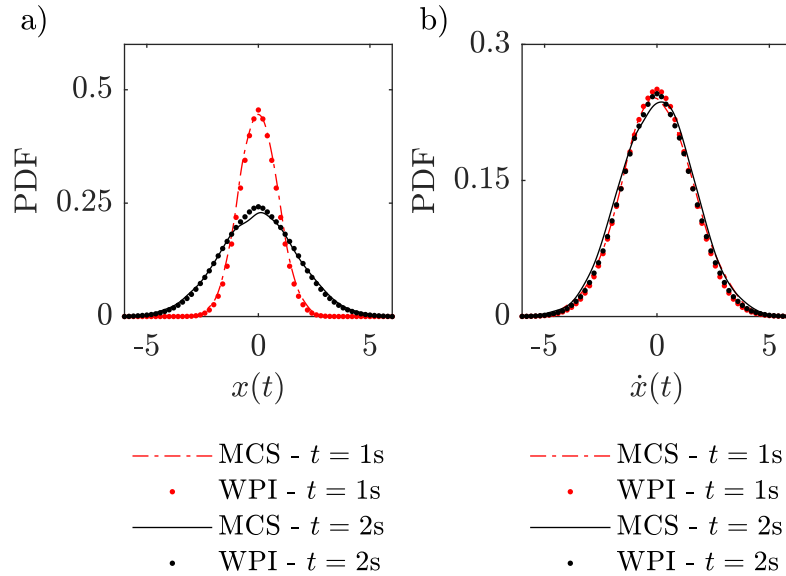 a)
PDF
0.5
0.25
0
-5 0 5
x(t)
MCS - t = 1s
WPI - t = 1s
MCS - t = 2s
WPI - t = 2s
b)
PDF
0.3
0.15
0
-5 0 5
ẋ(t)
MCS - t = 1s
WPI - t = 1s
MCS - t = 2s
WPI - t = 2s